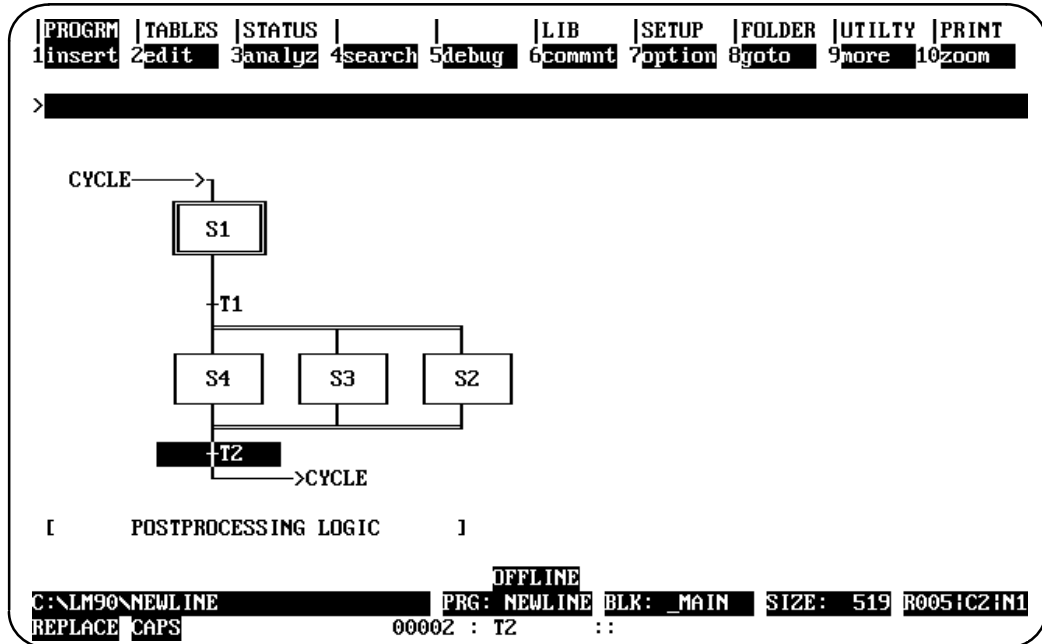 |PROGRM |TABLES |STATUS | | |LIB |SETUP |FOLDER |UTILTY |PRINT
1insert 2edit 3analyz 4search 5debug 6commnt 7option 8goto 9more 10zoom
>
CYCLE >
S1
T1
S4 S3 S2
T2
>CYCLE
[ POSTPROCESSING LOGIC ]
OFFLINE
C:\LM90\NEWLINE PRG: NEWLINE BLK: _MAIN SIZE: 519 R005|C2|N1
REPLACE CAPS 00002 : T2 ::